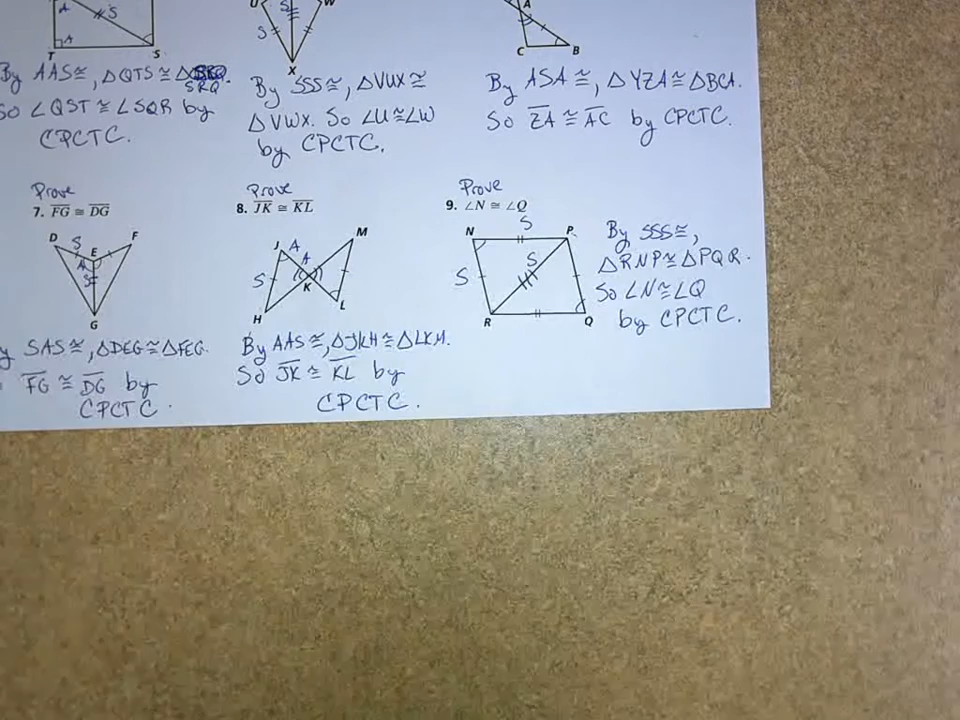 A S
A
T S
By AAS≅, △QTS≅△
SRQ
So ∠QST≅∠SQR by
CPCTC.
U S W
S
X
By SSS≅, △VUX≅
△VWX. So ∠U≅∠W
by CPCTC.
A
C B
By ASA≅, △YZA≅△BCA.
So ZA≅AC by CPCTC.
Prove
7. FG ≅ DG
D S E F
A
S
G
SAS≅, △DEG≅△FEG.
FG ≅ DG by
CPCTC.
Prove
8. JK ≅ KL
J A M
A
S K
H L
By AAS≅, △JKH≅△LKM.
So JK≅KL by
CPCTC.
Prove
9. ∠N ≅ ∠Q
S
N P
S S
R Q
By SSS≅,
△RNP≅△PQR.
So ∠N≅∠Q
by CPCTC.